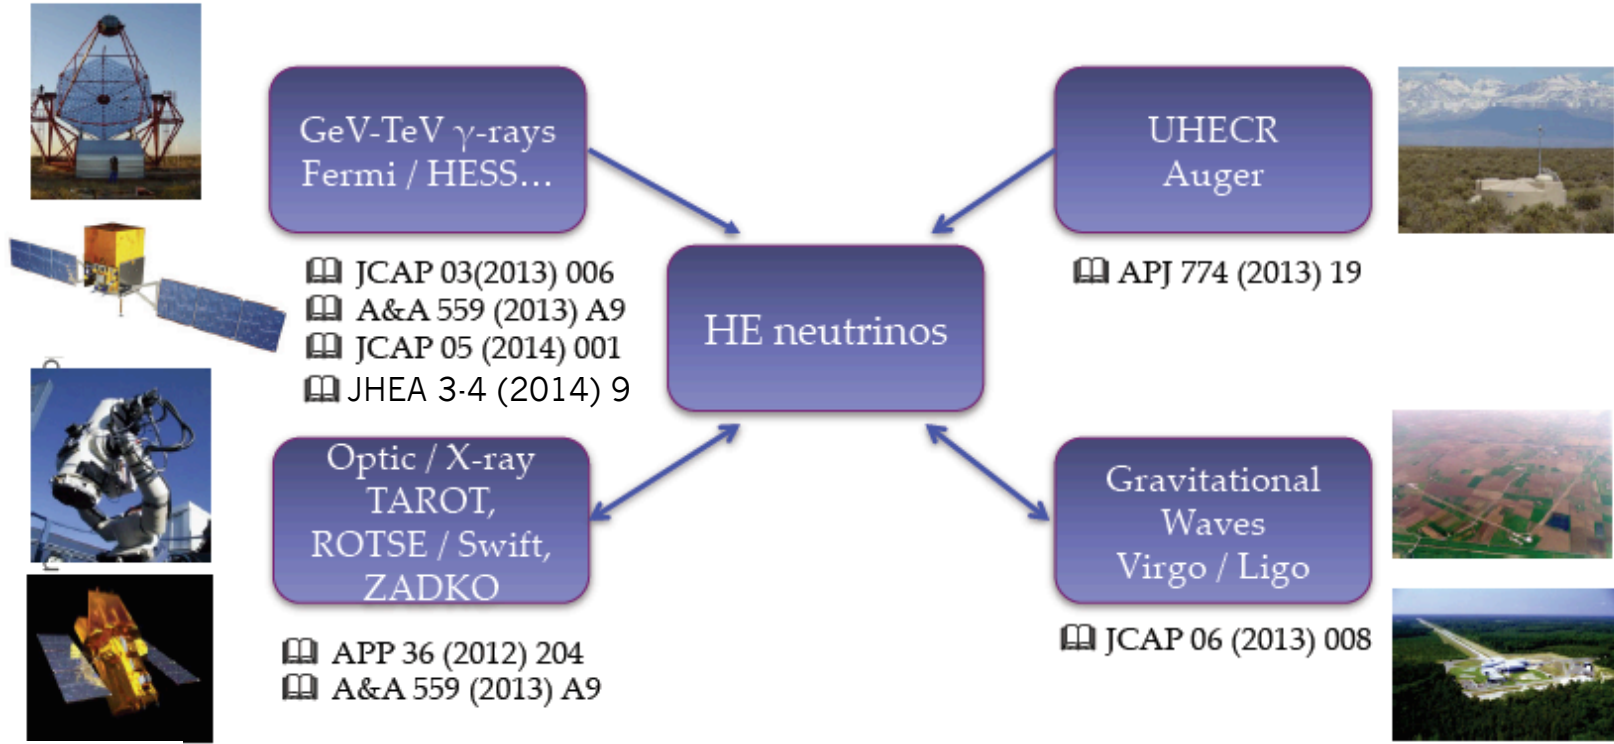 GeV-TeV γ-rays
Fermi / HESS...
JCAP 03(2013) 006
A&A 559 (2013) A9
JCAP 05 (2014) 001
JHEA 3-4 (2014) 9
UHECR
Auger
APJ 774 (2013) 19
HE neutrinos
Optic / X-ray
TAROT,
ROTSE / Swift,
ZADKO
APP 36 (2012) 204
A&A 559 (2013) A9
Gravitational
Waves
Virgo / Ligo
JCAP 06 (2013) 008